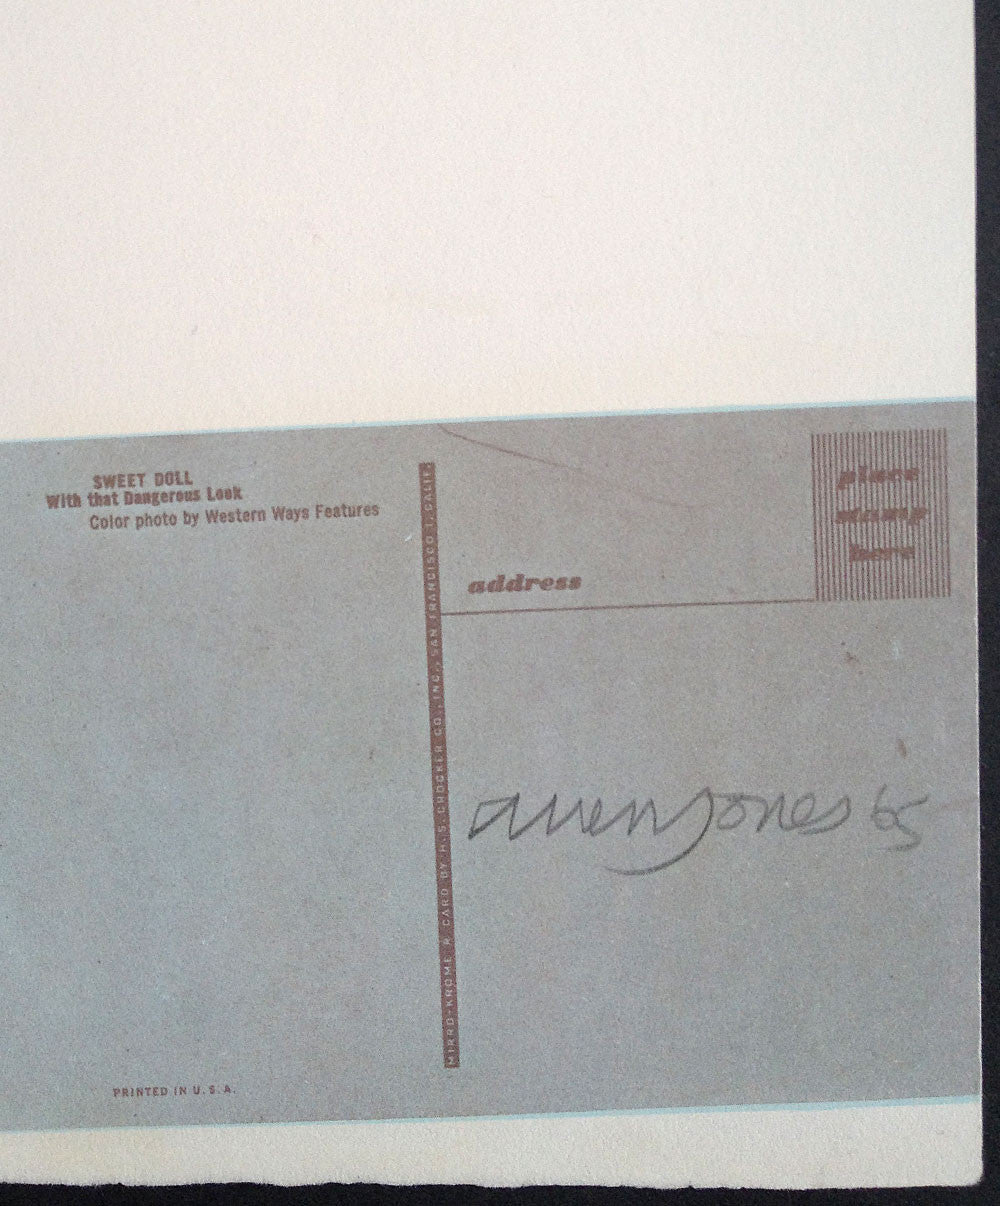 SWEET DOLL
With that Dangerous Look
Color photo by Western Ways Features
place
stamp
here
address
MIRRO-KROME R CARD BY H. S. CROCKER CO., INC., SAN FRANCISCO 1, CALIF.
allen jones 65
PRINTED IN U. S. A.